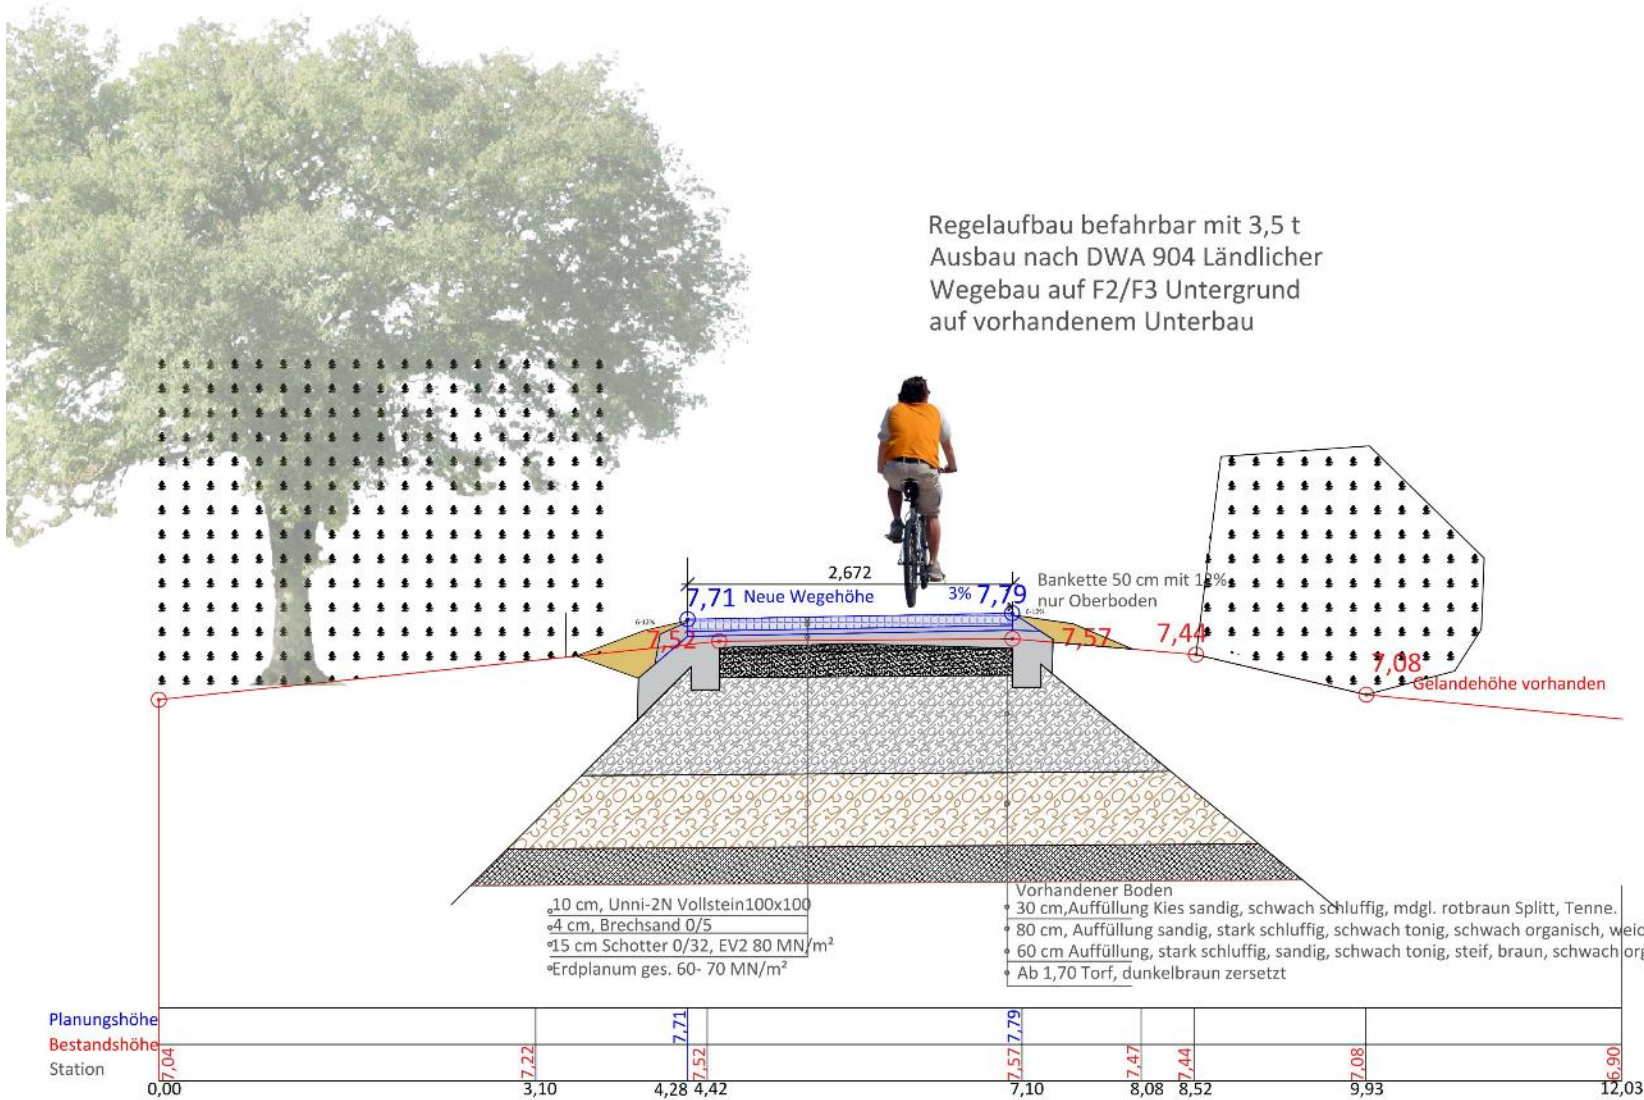 Regelaufbau befahrbar mit 3,5 t
Ausbau nach DWA 904 Ländlicher
Wegebau auf F2/F3 Untergrund
auf vorhandenem Unterbau
2,672
7,71 Neue Wegehöhe 3% 7,79
Bankette 50 cm mit 12%
nur Oberboden
6-12%
6-12%
7,52
7,57
7,44
7,08
Geländehöhe vorhanden
10 cm, Unni-2N Vollstein100x100
4 cm, Brechsand 0/5
15 cm Schotter 0/32, EV2 80 MN/m²
Erdplanum ges. 60- 70 MN/m²
Vorhandener Boden
30 cm,Auffüllung Kies sandig, schwach schluffig, mdgl. rotbraun Splitt, Tenne.
80 cm, Auffüllung sandig, stark schluffig, schwach tonig, schwach organisch, weic
60 cm Auffüllung, stark schluffig, sandig, schwach tonig, steif, braun, schwach org
Ab 1,70 Torf, dunkelbraun zersetzt
Planungshöhe 7,71 7,79
Bestandshöhe 7,04 7,22 7,52 7,57 7,47 7,44 7,08 6,90
Station
0,00 3,10 4,28 4,42 7,10 8,08 8,52 9,93 12,03